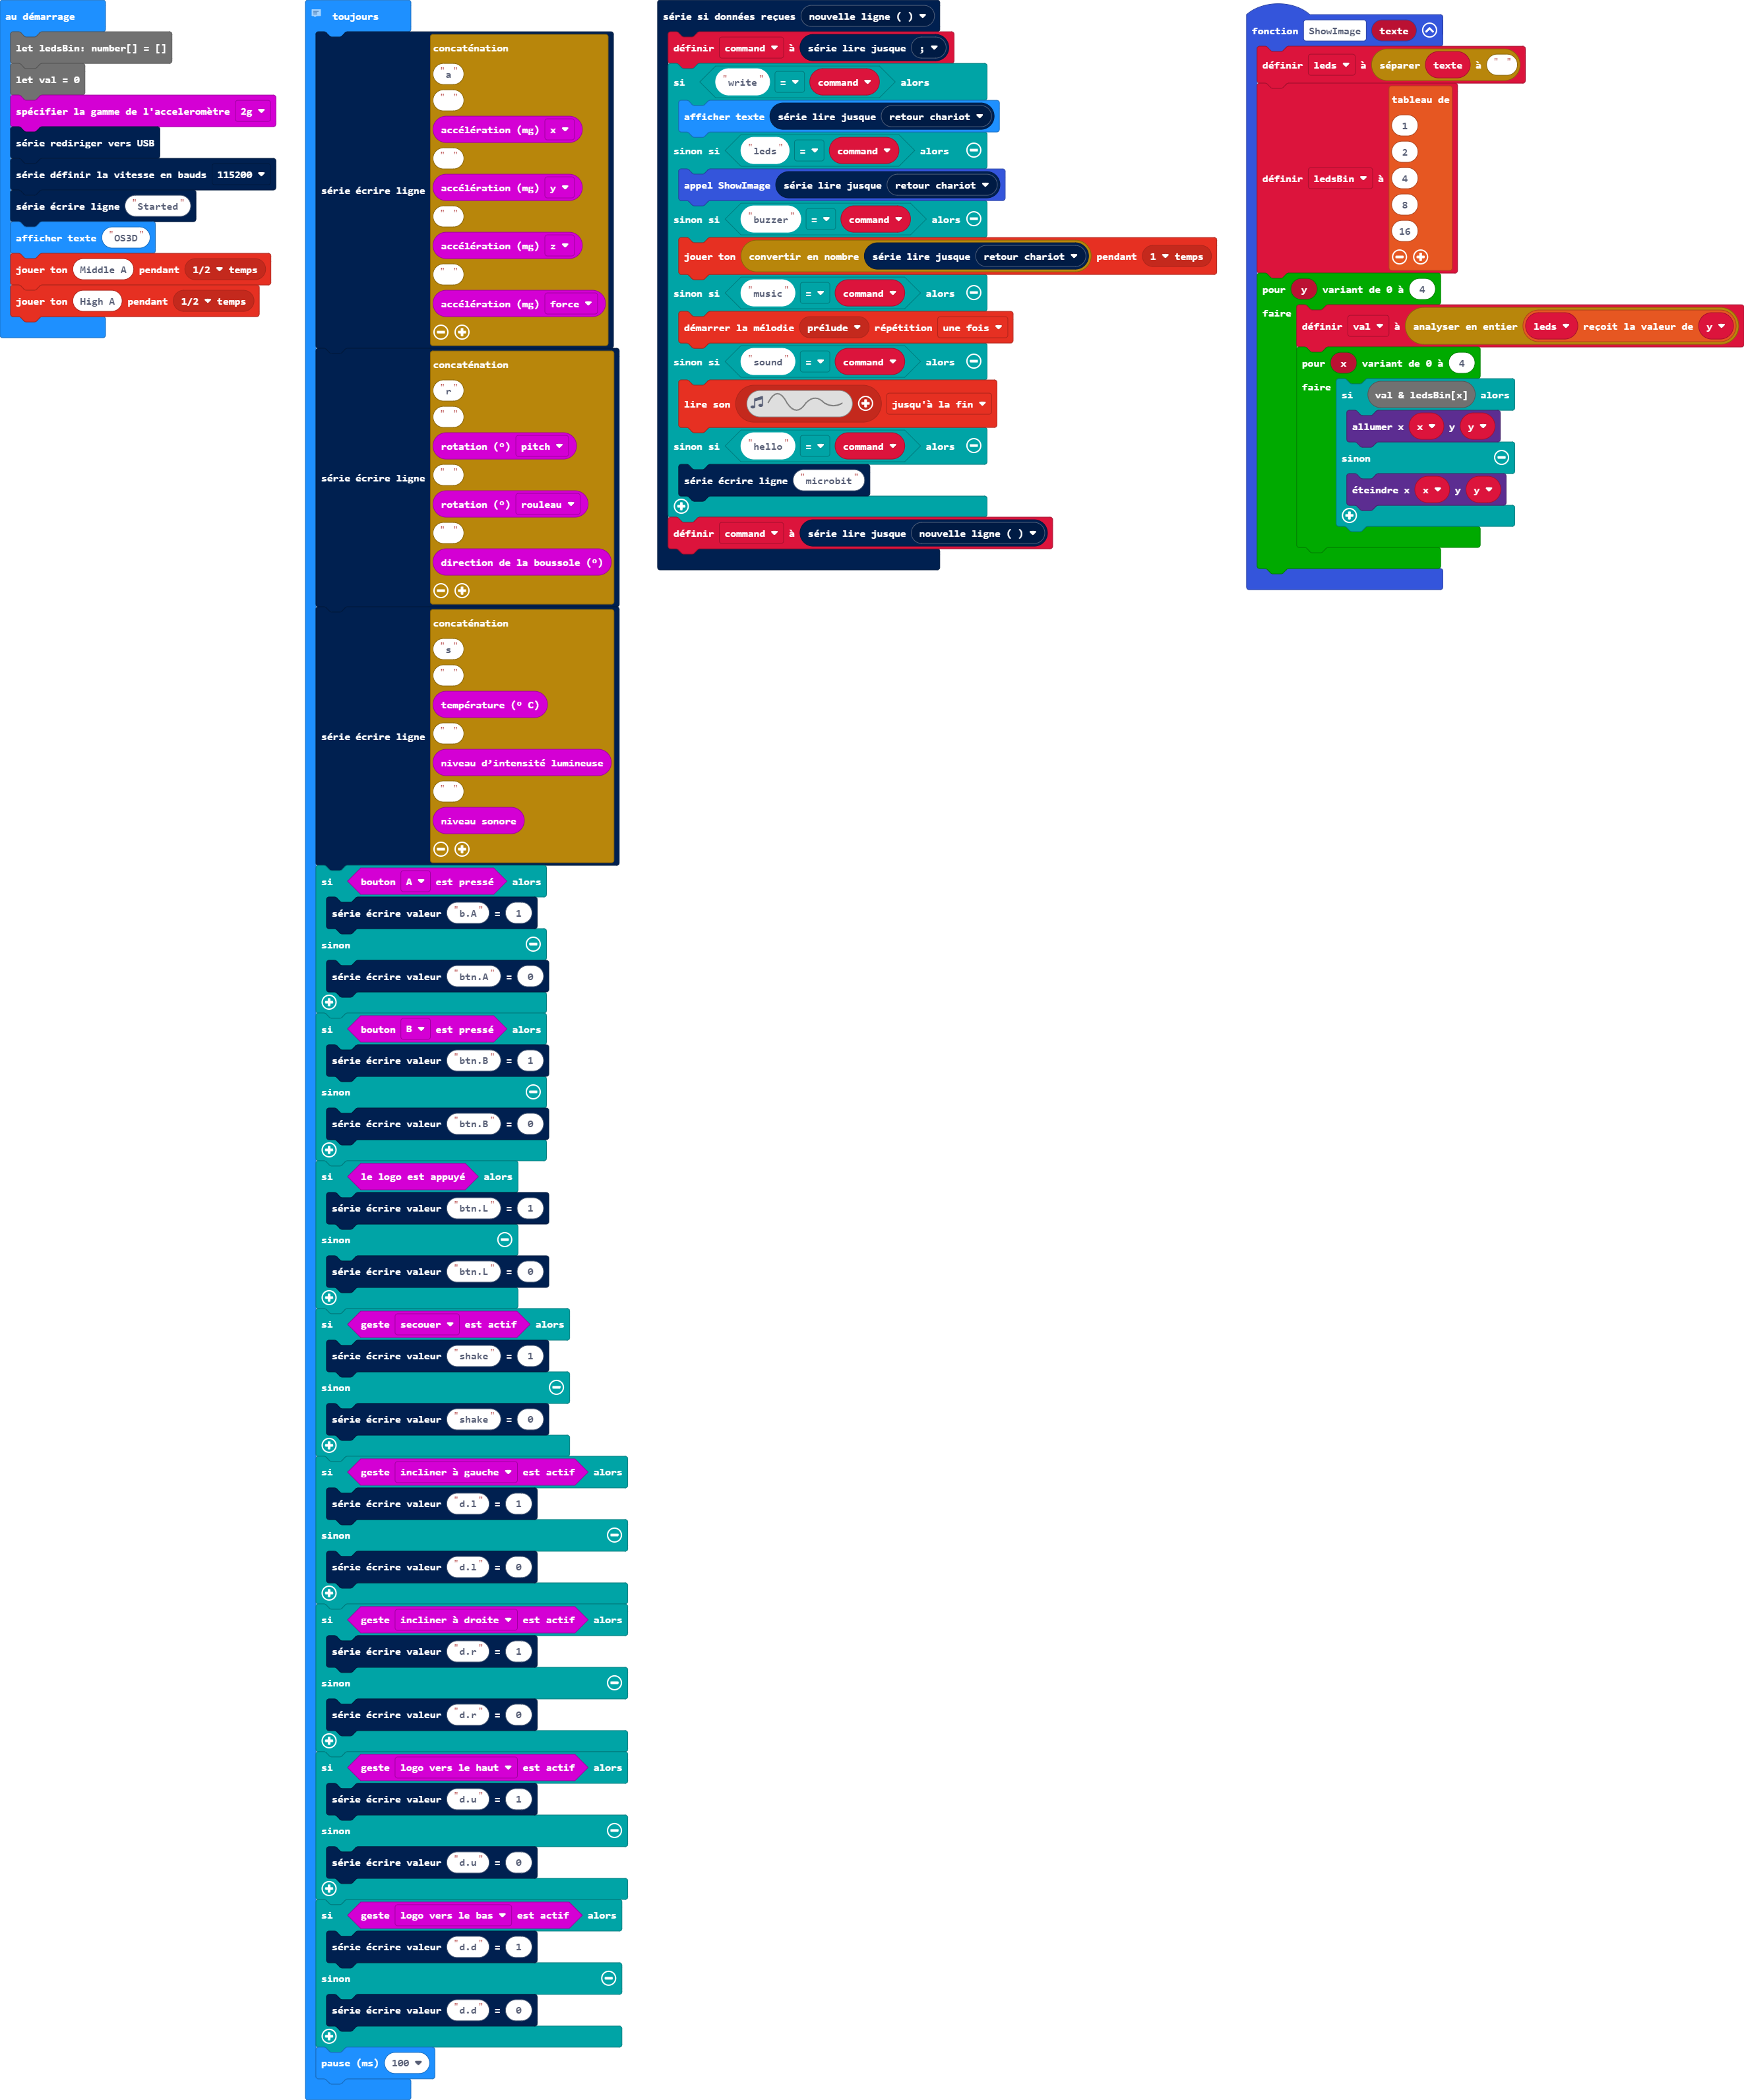 au démarrage
let ledsBin: number[] = []
let val = 0
spécifier la gamme de l'acceleromètre 2g
série rediriger vers USB
série définir la vitesse en bauds 115200
série écrire ligne "Started"
afficher texte "OS3D"
jouer ton Middle A pendant 1/2 temps
jouer ton High A pendant 1/2 temps
toujours
série écrire ligne
concaténation
"a"
" "
accélération (mg) x
" "
accélération (mg) y
" "
accélération (mg) z
" "
accélération (mg) force
série écrire ligne
concaténation
"r"
" "
rotation (º) pitch
" "
rotation (º) rouleau
" "
direction de la boussole (º)
série écrire ligne
concaténation
"s"
" "
température (º C)
" "
niveau d'intensité lumineuse
" "
niveau sonore
si bouton A est pressé alors
série écrire valeur "b.A" = 1
sinon
série écrire valeur "btn.A" = 0
si bouton B est pressé alors
série écrire valeur "btn.B" = 1
sinon
série écrire valeur "btn.B" = 0
si le logo est appuyé alors
série écrire valeur "btn.L" = 1
sinon
série écrire valeur "btn.L" = 0
si geste secouer est actif alors
série écrire valeur "shake" = 1
sinon
série écrire valeur "shake" = 0
si geste incliner à gauche est actif alors
série écrire valeur "d.l" = 1
sinon
série écrire valeur "d.l" = 0
si geste incliner à droite est actif alors
série écrire valeur "d.r" = 1
sinon
série écrire valeur "d.r" = 0
si geste logo vers le haut est actif alors
série écrire valeur "d.u" = 1
sinon
série écrire valeur "d.u" = 0
si geste logo vers le bas est actif alors
série écrire valeur "d.d" = 1
sinon
série écrire valeur "d.d" = 0
pause (ms) 100
série si données reçues nouvelle ligne ( )
définir command à série lire jusque ;
si "write" = command alors
afficher texte série lire jusque retour chariot
sinon si "leds" = command alors
appel ShowImage série lire jusque retour chariot
sinon si "buzzer" = command alors
jouer ton convertir en nombre série lire jusque retour chariot pendant 1 temps
sinon si "music" = command alors
démarrer la mélodie prélude répétition une fois
sinon si "sound" = command alors
lire son jusqu'à la fin
sinon si "hello" = command alors
série écrire ligne "microbit"
définir command à série lire jusque nouvelle ligne ( )
fonction ShowImage texte
définir leds à séparer texte à " "
définir ledsBin à
tableau de
1
2
4
8
16
pour y variant de 0 à 4
faire
définir val à analyser en entier leds reçoit la valeur de y
pour x variant de 0 à 4
faire
si val & ledsBin[x] alors
allumer x x y y
sinon
éteindre x x y y